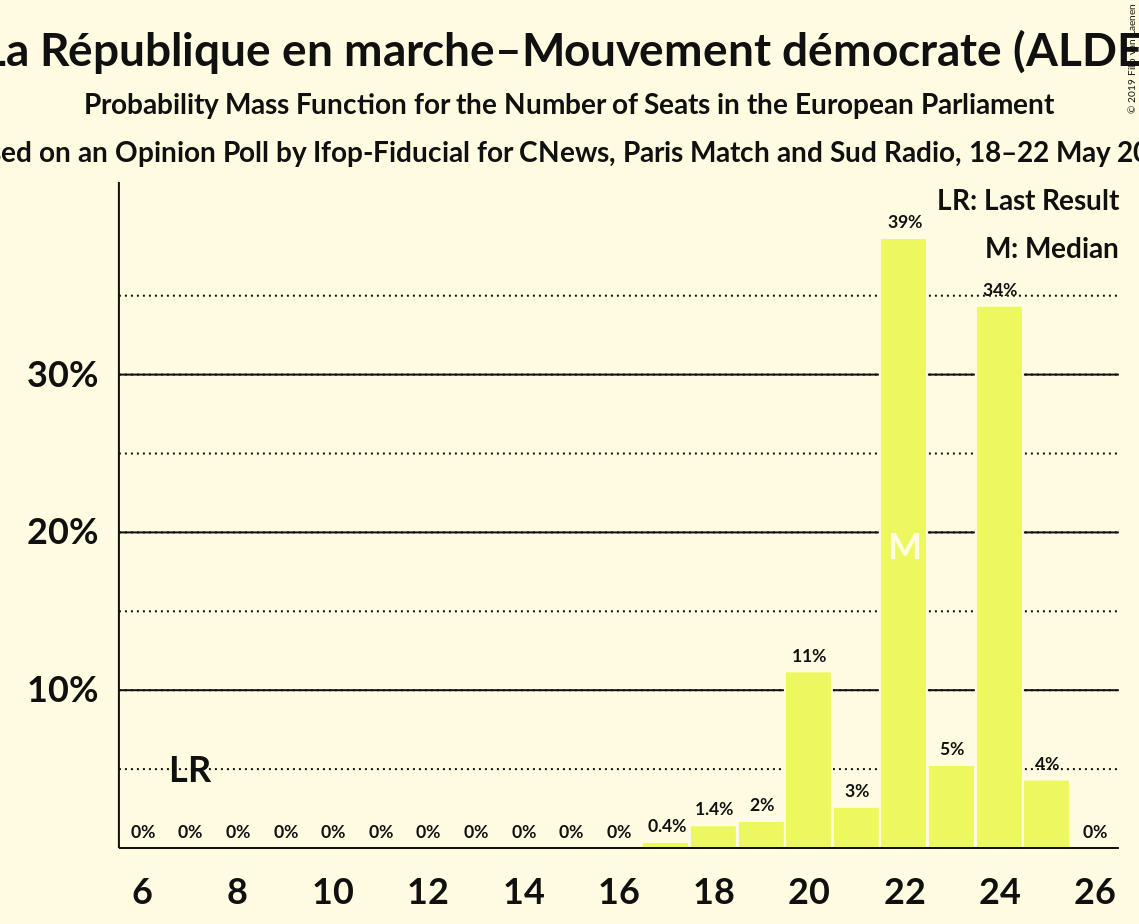 La République en marche–Mouvement démocrate (ALDE
Probability Mass Function for the Number of Seats in the European Parliament
on an Opinion Poll by Ifop-Fiducial for CNews, Paris Match and Sud Radio, 18–22 May
LR: Last Result
M: Median
39%
34%
30%
20%
M
11%
10%
LR
5%
4%
3%
2%
1.4%
0.4%
0% 0% 0% 0% 0% 0% 0% 0% 0% 0% 0% 0%
6 8 10 12 14 16 18 20 22 24 26
© 2019